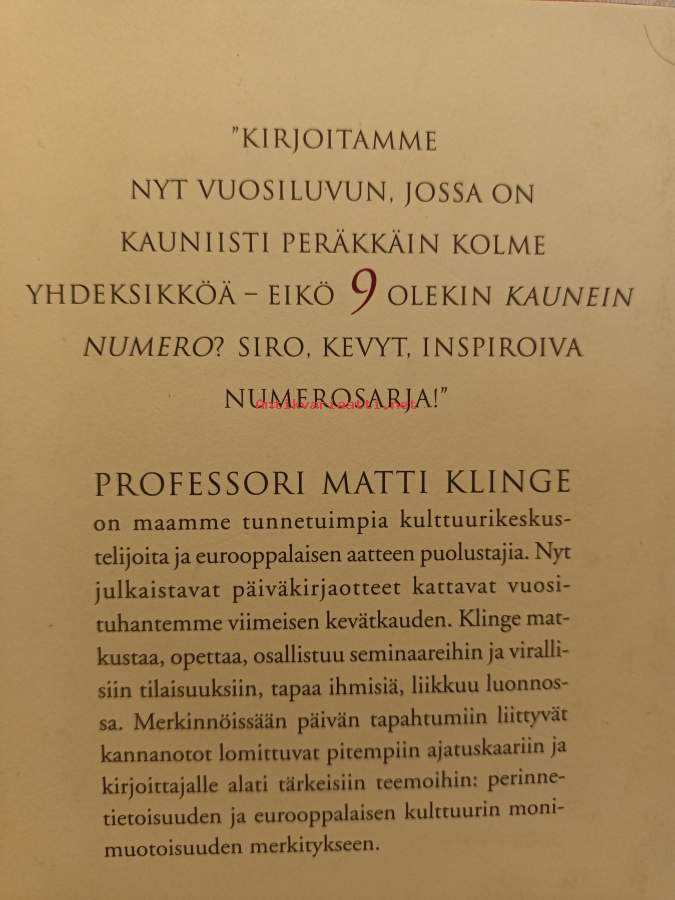 ”KIRJOITAMME
NYT VUOSILUVUN, JOSSA ON
KAUNIISTI PERÄKKÄIN KOLME
YHDEKSIKKÖÄ – EIKÖ 9 OLEKIN KAUNEIN
NUMERO? SIRO, KEVYT, INSPIROIVA
NUMEROSARJA!”
Antikvariaatti.net
PROFESSORI MATTI KLINGE
on maamme tunnetuimpia kulttuurikeskus-
telijoita ja eurooppalaisen aatteen puolustajia. Nyt
julkaistavat päiväkirjaotteet kattavat vuosi-
tuhantemme viimeisen kevätkauden. Klinge mat-
kustaa, opettaa, osallistuu seminaareihin ja viralli-
siin tilaisuuksiin, tapaa ihmisiä, liikkuu luonnos-
sa. Merkinnöissään päivän tapahtumiin liittyvät
kannanotot lomittuvat pitempiin ajatuskaariin ja
kirjoittajalle alati tärkeisiin teemoihin: perinne-
tietoisuuden ja eurooppalaisen kulttuurin moni-
muotoisuuden merkitykseen.